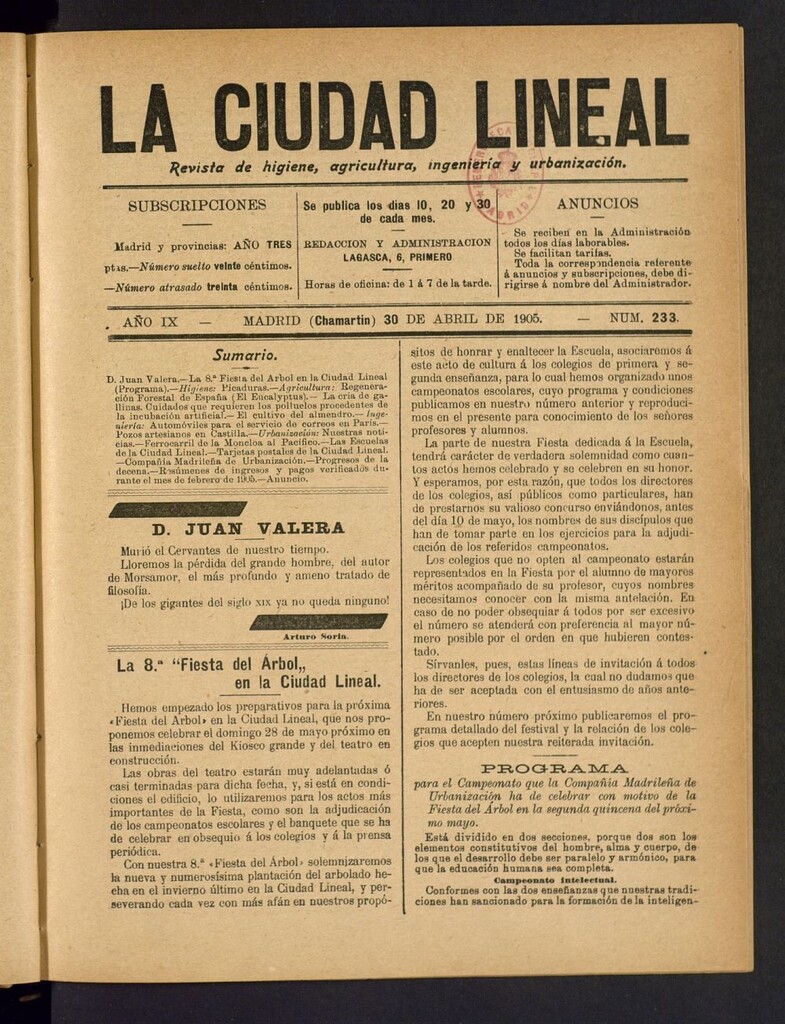 LA CIUDAD LINEAL
Revista de higiene, agricultura, ingeniería y urbanización.
SUBSCRIPCIONES
Madrid y provincias: AÑO TRES
ptas.—Número suelto veinte céntimos.
—Número atrasado treinta céntimos.
Se publica los dias 10, 20 y 30
de cada mes.
REDACCION Y ADMINISTRACION
LAGASCA, 6, PRIMERO
Horas de oficina: de 1 á 7 de la tarde.
ANUNCIOS
Se reciben en la Administración
todos los días laborables.
Se facilitan tarifas.
Toda la correspondencia referente
á anuncios y subscripciones, debe di-
rigirse á nombre del Administrador.
AÑO IX — MADRID (Chamartin) 30 DE ABRIL DE 1905. — NUM. 233.
Sumario.
D. Juan Valera.—La 8.ª Fiesta del Arbol en la Ciudad Lineal
(Programa).—Higiene: Picaduras.—Agricultura: Regenera-
ción Forestal de España (El Eucalyptus).—La cria de ga-
llinas. Cuidados que requieren los polluelos procedentes de
la incubación artificial.—El cultivo del almendro.—Inge-
niería: Automóviles para el servicio de correos en París.—
Pozos artesianos en Castilla.—Urbanización: Nuestras noti-
cias.—Ferrocarril de la Moncloa al Pacífico.—Las Escuelas
de la Ciudad Lineal.—Tarjetas postales de la Ciudad Lineal.
—Compañía Madrileña de Urbanización.—Progresos de la
decena.—Resúmenes de ingresos y pagos verificados du-
rante el mes de febrero de 1905.—Anuncio.
D. JUAN VALERA
Murió el Cervantes de nuestro tiempo.
Lloremos la pérdida del grande hombre, del autor
de Morsamor, el más profundo y ameno tratado de
filosofía.
¡De los gigantes del siglo XIX ya no queda ninguno!
Arturo Soria.
La 8.ª “Fiesta del Árbol„
en la Ciudad Lineal.
Hemos empezado los preparativos para la próxima
«Fiesta del Arbol» en la Ciudad Lineal, que nos pro-
ponemos celebrar el domingo 28 de mayo próximo en
las inmediaciones del Kiosco grande y del teatro en
construcción.
Las obras del teatro estarán muy adelantadas ó
casi terminadas para dicha fecha, y, si está en condi-
ciones el edificio, lo utilizaremos para los actos más
importantes de la Fiesta, como son la adjudicación
de los campeonatos escolares y el banquete que se ha
de celebrar en obsequio á los colegios y á la prensa
periódica.
Con nuestra 8.ª «Fiesta del Arbol» solemnizaremos
la nueva y numerosísima plantación del arbolado he-
cha en el invierno último en la Ciudad Lineal, y per-
severando cada vez con más afán en nuestros propó-
sitos de honrar y enaltecer la Escuela, asociaremos á
este acto de cultura á los colegios de primera y se-
gunda enseñanza, para lo cual hemos organizado unos
campeonatos escolares, cuyo programa y condiciones
publicamos en nuestro número anterior y reproduci-
mos en el presente para conocimiento de los señores
profesores y alumnos.
La parte de nuestra Fiesta dedicada á la Escuela,
tendrá carácter de verdadera solemnidad como cuan-
tos actos hemos celebrado y se celebren en su honor.
Y esperamos, por esta razón, que todos los directores
de los colegios, así públicos como particulares, han
de prestarnos su valioso concurso enviándonos, antes
del día 10 de mayo, los nombres de sus discípulos que
han de tomar parte en los ejercicios para la adjudi-
cación de los referidos campeonatos.
Los colegios que no opten al campeonato estarán
representados en la Fiesta por el alumno de mayores
méritos acompañado de su profesor, cuyos nombres
necesitamos conocer con la misma antelación. En
caso de no poder obsequiar á todos por ser excesivo
el número se atenderá con preferencia al mayor nú-
mero posible por el orden en que hubieren contes-
tado.
Sírvanles, pues, estas líneas de invitación á todos
los directores de los colegios, la cual no dudamos que
ha de ser aceptada con el entusiasmo de años ante-
riores.
En nuestro número próximo publicaremos el pro-
grama detallado del festival y la relación de los cole-
gios que acepten nuestra reiterada invitación.
PROGRAMA
para el Campeonato que la Compañía Madrileña de
Urbanización ha de celebrar con motivo de la
Fiesta del Árbol en la segunda quincena del próxi-
mo mayo.
Está dividido en dos secciones, porque dos son los
elementos constitutivos del hombre, alma y cuerpo, de
los que el desarrollo debe ser paralelo y armónico, para
que la educación humana sea completa.
Campeonato intelectual.
Conformes con las dos enseñanzas que nuestras tradi-
ciones han sancionado para la formación de la inteligen-